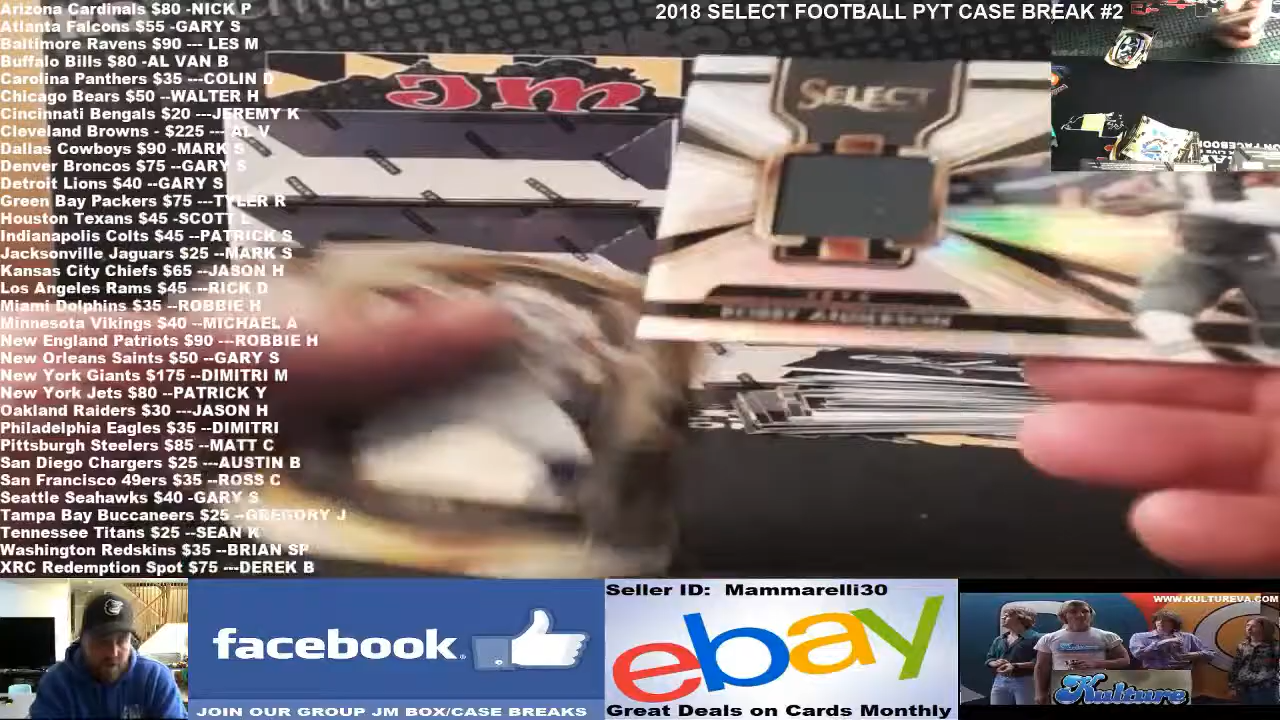 Arizona Cardinals $80 -NICK P
Atlanta Falcons $55 -GARY S
Baltimore Ravens $90 --- LES M
Buffalo Bills $80 -AL VAN B
Carolina Panthers $35 ---COLIN D
Chicago Bears $50 --WALTER H
Cincinnati Bengals $20 ---JEREMY K
Cleveland Browns - $225 --- AL V
Dallas Cowboys $90 -MARK S
Denver Broncos $75 --GARY S
Detroit Lions $40 --GARY S
Green Bay Packers $75 --TYLER R
Houston Texans $45 -SCOTT L
Indianapolis Colts $45 --PATRICK S
Jacksonville Jaguars $25 --MARK S
Kansas City Chiefs $65 --JASON H
Los Angeles Rams $45 ---RICK D
Miami Dolphins $35 --ROBBIE H
Minnesota Vikings $40 --MICHAEL A
New England Patriots $90 ---ROBBIE H
New Orleans Saints $50 --GARY S
New York Giants $175 --DIMITRI M
New York Jets $80 --PATRICK Y
Oakland Raiders $30 ---JASON H
Philadelphia Eagles $35 --DIMITRI
Pittsburgh Steelers $85 --MATT C
San Diego Chargers $25 ---AUSTIN B
San Francisco 49ers $35 --ROSS C
Seattle Seahawks $40 -GARY S
Tampa Bay Buccaneers $25 --GREGORY J
Tennessee Titans $25 --SEAN K
Washington Redskins $35 --BRIAN SP
XRC Redemption Spot $75 ---DEREK B
2018 SELECT FOOTBALL PYT CASE BREAK #2
JM
SELECT
JETS
ROBBY ANDERSON
facebook
JOIN OUR GROUP JM BOX/CASE BREAKS
Seller ID: Mammarelli30
ebay
Great Deals on Cards Monthly
WWW.KULTUREVA.COM
Kulture